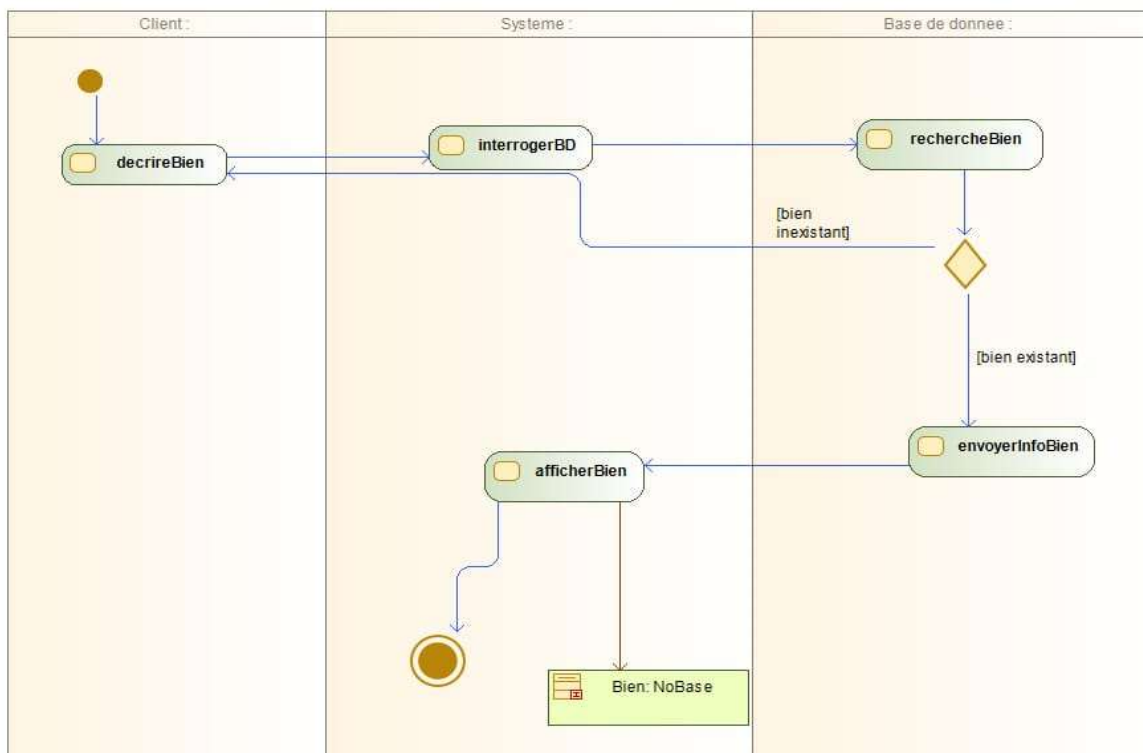 Client :
Systeme :
Base de donnee :
decrireBien
interrogerBD
rechercheBien
[bien
inexistant]
[bien existant]
envoyerInfoBien
afficherBien
Bien: NoBase